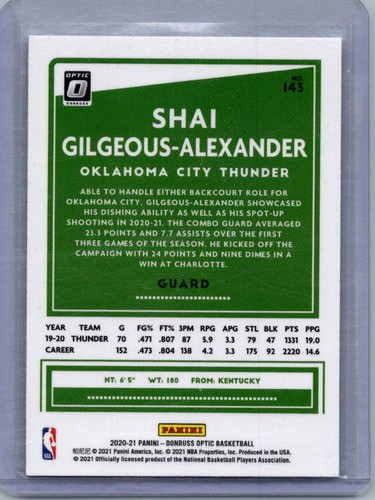 OPTIC
DONRUSS
NO.
143
SHAI
GILGEOUS-ALEXANDER
OKLAHOMA CITY THUNDER
ABLE TO HANDLE EITHER BACKCOURT ROLE FOR
OKLAHOMA CITY, GILGEOUS-ALEXANDER SHOWCASED
HIS DISHING ABILITY AS WELL AS HIS SPOT-UP
SHOOTING IN 2020-21. THE COMBO GUARD AVERAGED
23.3 POINTS AND 7.7 ASSISTS OVER THE FIRST
THREE GAMES OF THE SEASON. HE KICKED OFF THE
CAMPAIGN WITH 24 POINTS AND NINE DIMES IN A
WIN AT CHARLOTTE.
GUARD
YEAR TEAM G FG% FT% 3PM RPG APG STL BLK PTS PPG
19-20 THUNDER 70 .471 .807 87 5.9 3.3 79 47 1331 19.0
CAREER 152 .473 .804 138 4.2 3.3 175 92 2220 14.6
HT: 6' 5" WT: 180 FROM: KENTUCKY
PANINI
2020-21 PANINI – DONRUSS OPTIC BASKETBALL
帕尼尼 © 2021 Panini America, Inc. © 2021 NBA Properties, Inc. Produced in the USA.
© 2021 Officially licensed product of the National Basketball Players Association.
NBA